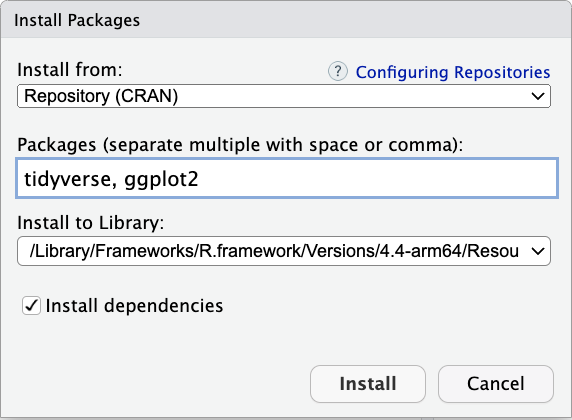 Install Packages
Install from:
? Configuring Repositories
Repository (CRAN)
Packages (separate multiple with space or comma):
tidyverse, ggplot2
Install to Library:
/Library/Frameworks/R.framework/Versions/4.4-arm64/Resou
Install dependencies
Install
Cancel